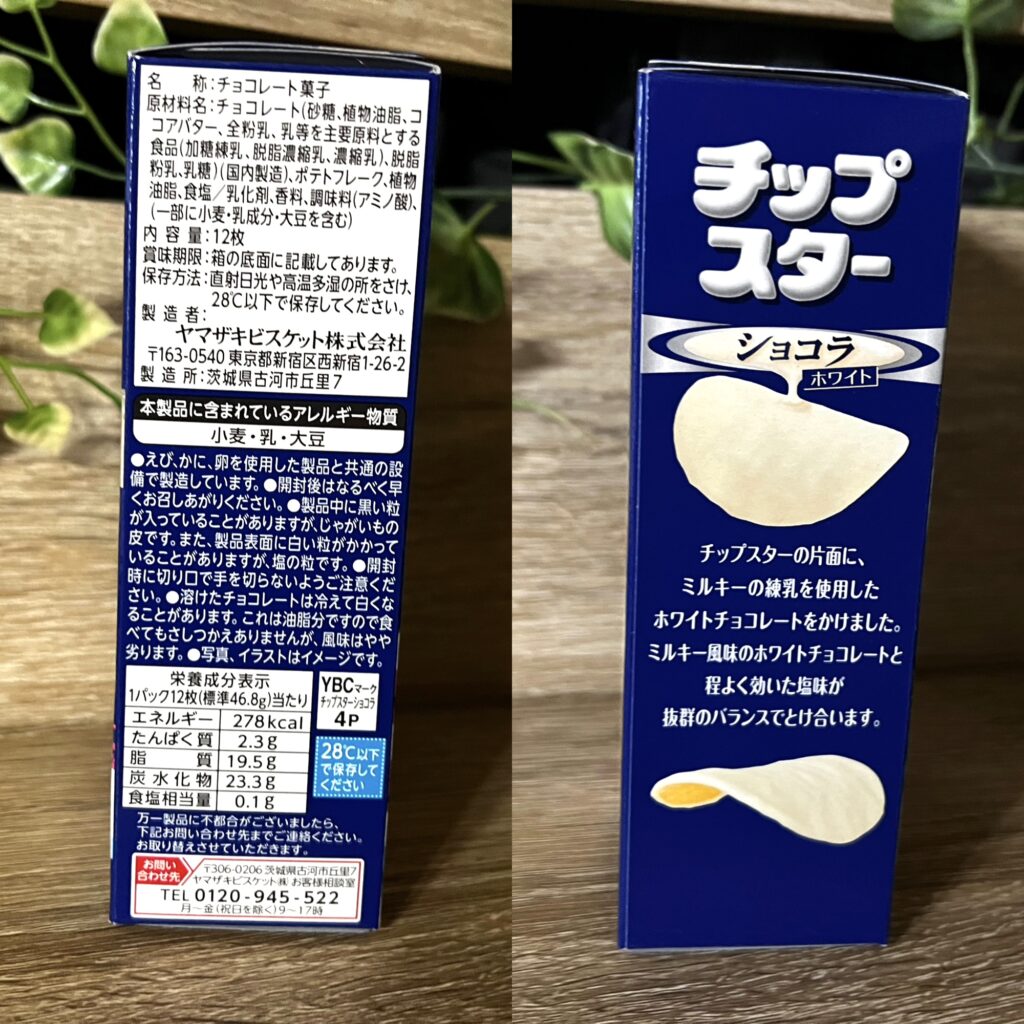 名称:チョコレート菓子
原材料名:チョコレート(砂糖、植物油脂、コ
コアバター、全粉乳、乳等を主要原料とする
食品(加糖練乳、脱脂濃縮乳、濃縮乳)、脱脂
粉乳、乳糖)(国内製造)、ポテトフレーク、植物
油脂、食塩/乳化剤、香料、調味料(アミノ酸)、
(一部に小麦・乳成分・大豆を含む)
内容量:12枚
賞味期限:箱の底面に記載してあります。
保存方法:直射日光や高温多湿の所をさけ、
28℃以下で保存してください。
製造者:
ヤマザキビスケット株式会社
〒163-0540 東京都新宿区西新宿1-26-2
製造所:茨城県古河市丘里7
本製品に含まれているアレルギー物質
小麦・乳・大豆
●えび、かに、卵を使用した製品と共通の設
備で製造しています。●開封後はなるべく早
くお召しあがりください。●製品中に黒い粒
が入っていることがありますが、じゃがいもの
皮です。また、製品表面に白い粒がかかって
いることがありますが、塩の粒です。●開封
時に切り口で手を切らないようご注意くだ
さい。●溶けたチョコレートは冷えて白くな
ることがあります。これは油脂分ですので食
べてもさしつかえありませんが、風味はやや
劣ります。●写真、イラストはイメージです。
栄養成分表示
1パック12枚(標準46.8g)当たり
エネルギー 278kcal
たんぱく質 2.3g
脂質 19.5g
炭水化物 23.3g
食塩相当量 0.1g
YBCマーク
チップスターショコラ
4P
28℃以下
で保存して
ください
万一製品に不都合がございましたら、
下記お問い合わせ先までご連絡ください。
お取り替えさせていただきます。
お問い
合わせ先
〒306-0206 茨城県古河市丘里7
ヤマザキビスケット㈱ お客様相談室
TEL 0120-945-522
月~金(祝日を除く)9~17時
チップ
スター
ショコラ
ホワイト
チップスターの片面に、
ミルキーの練乳を使用した
ホワイトチョコレートをかけました。
ミルキー風味のホワイトチョコレートと
程よく効いた塩味が
抜群のバランスでとけ合います。